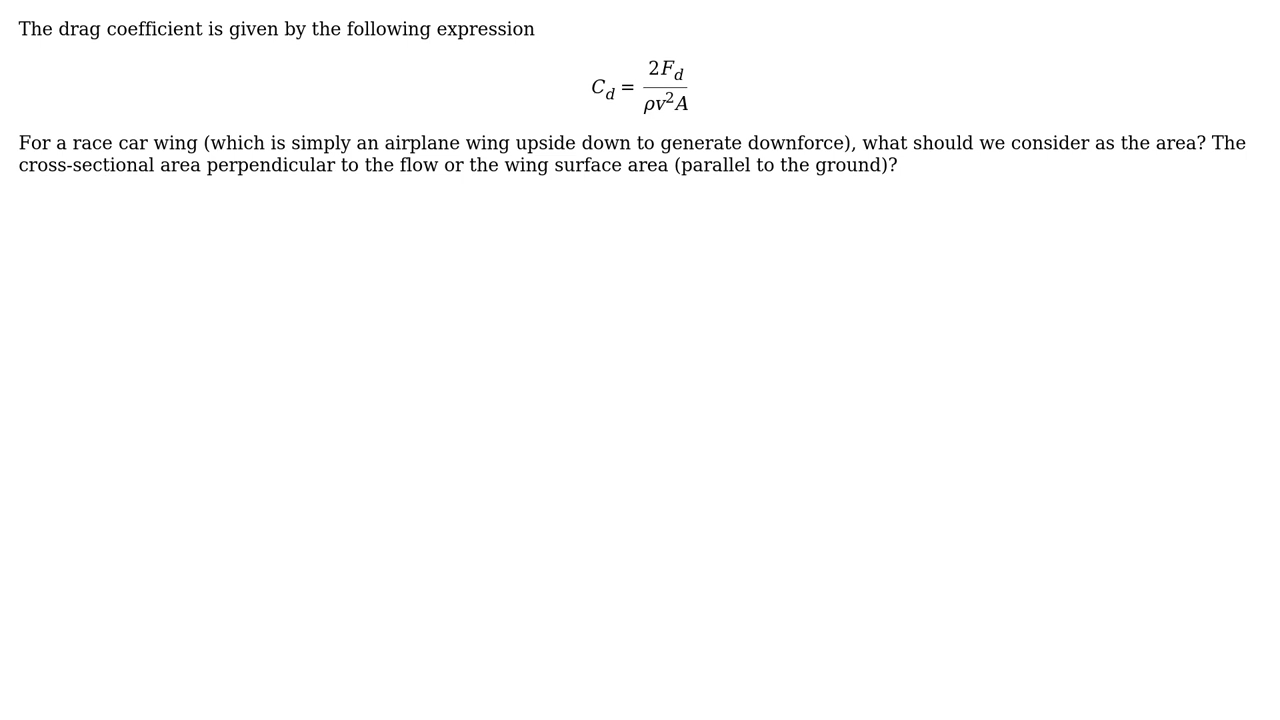 The drag coefficient is given by the following expression
C_d = 2F_d / ρv²A
For a race car wing (which is simply an airplane wing upside down to generate downforce), what should we consider as the area? The
cross-sectional area perpendicular to the flow or the wing surface area (parallel to the ground)?